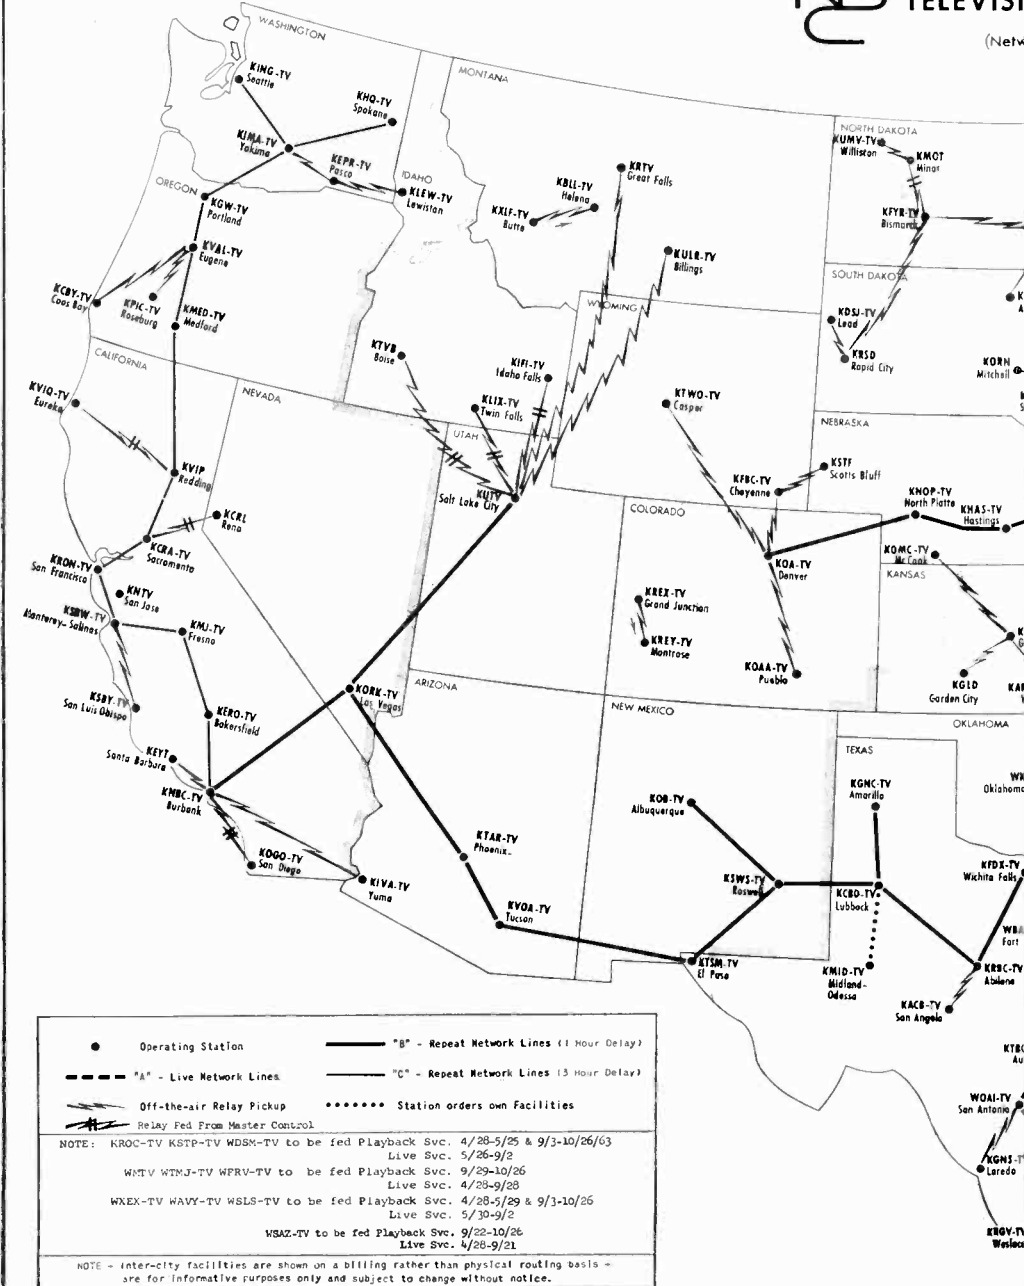 TELEVISI
(Netw
WASHINGTON
KING-TV
Seattle
KHQ-TV
Spokane
KIMA-TV
Yakima
KEPR-TV
Pasco
IDAHO
KLEW-TV
Lewiston
OREGON
KGW-TV
Portland
KVAL-TV
Eugene
KCBY-TV
Coos Bay
KPIC-TV
Roseburg
KMED-TV
Medford
MONTANA
KRTV
Great Falls
KBLL-TV
Helena
KXLF-TV
Butte
KULR-TV
Billings
NORTH DAKOTA
KUMV-TV
Williston
KMOT
Minot
KFYR-TV
Bismarck
SOUTH DAKOTA
KDSJ-TV
Lead
KRSD
Rapid City
KORN
Mitchell
WYOMING
KTWO-TV
Casper
KFBC-TV
Cheyenne
KTVB
Boise
KIFI-TV
Idaho Falls
KLIX-TV
Twin Falls
CALIFORNIA
KVIQ-TV
Eureka
NEVADA
UTAH
KUTV
Salt Lake City
KVIP
Redding
KCRL
Reno
KCRA-TV
Sacramento
KRON-TV
San Francisco
KNTV
San Jose
KSBW-TV
Monterey-Salinas
KMJ-TV
Fresno
KSBY-TV
San Luis Obispo
KERO-TV
Bakersfield
KEYT
Santa Barbara
KNBC-TV
Burbank
KOGO-TV
San Diego
KIVA-TV
Yuma
KORK-TV
Las Vegas
ARIZONA
KTAR-TV
Phoenix
KVOA-TV
Tucson
NEBRASKA
KSTF
Scotts Bluff
KNOP-TV
North Platte
KHAS-TV
Hastings
KOMC-TV
Mc Cook
KANSAS
KGLD
Garden City
COLORADO
KOA-TV
Denver
KREX-TV
Grand Junction
KREY-TV
Montrose
KOAA-TV
Pueblo
NEW MEXICO
KOB-TV
Albuquerque
KSWS-TV
Roswell
KTSM-TV
El Paso
OKLAHOMA
Oklahoma
TEXAS
KGNC-TV
Amarillo
KCBD-TV
Lubbock
KFDX-TV
Wichita Falls
WBA
Fort
KMID-TV
Midland-
Odessa
KRBC-TV
Abilene
KACB-TV
San Angelo
KTBC
Au
WOAI-TV
San Antonio
KGNS-T
Laredo
KRGV-TV
Weslaco
Operating Station
"A" - Live Network Lines
Off-the-air Relay Pickup
Relay Fed From Master Control
"B" - Repeat Network Lines (1 Hour Delay)
"C" - Repeat Network Lines (3 Hour Delay)
Station orders own Facilities
NOTE: KROC-TV KSTP-TV WDSM-TV to be fed Playback Svc. 4/28-5/25 & 9/3-10/26/63
Live Svc. 5/26-9/2
WMTV WTMJ-TV WFRV-TV to be fed Playback Svc. 9/29-10/26
Live Svc. 4/28-9/28
WXEX-TV WAVY-TV WSLS-TV to be fed Playback Svc. 4/28-5/29 & 9/3-10/26
Live Svc. 5/30-9/2
WSAZ-TV to be fed Playback Svc. 9/22-10/26
Live Svc. 4/28-9/21
NOTE - Inter-city facilities are shown on a billing rather than physical routing basis -
are for informative purposes only and subject to change without notice.